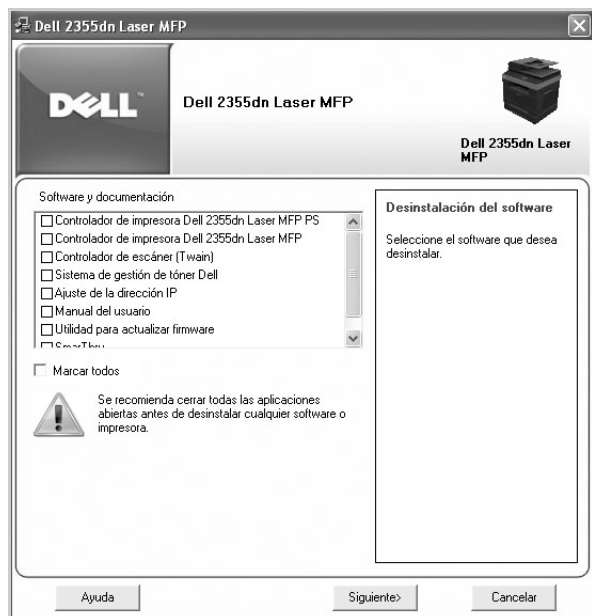 Dell 2355dn Laser MFP
DELL™
Dell 2355dn Laser MFP
Dell 2355dn Laser
MFP
Software y documentación
Controlador de impresora Dell 2355dn Laser MFP PS
Controlador de impresora Dell 2355dn Laser MFP
Controlador de escáner (Twain)
Sistema de gestión de tóner Dell
Ajuste de la dirección IP
Manual del usuario
Utilidad para actualizar firmware
SmarThru
Marcar todos
Se recomienda cerrar todas las aplicaciones
abiertas antes de desinstalar cualquier software o
impresora.
Desinstalación del software
Seleccione el software que desea
desinstalar.
Ayuda
Siguiente>
Cancelar